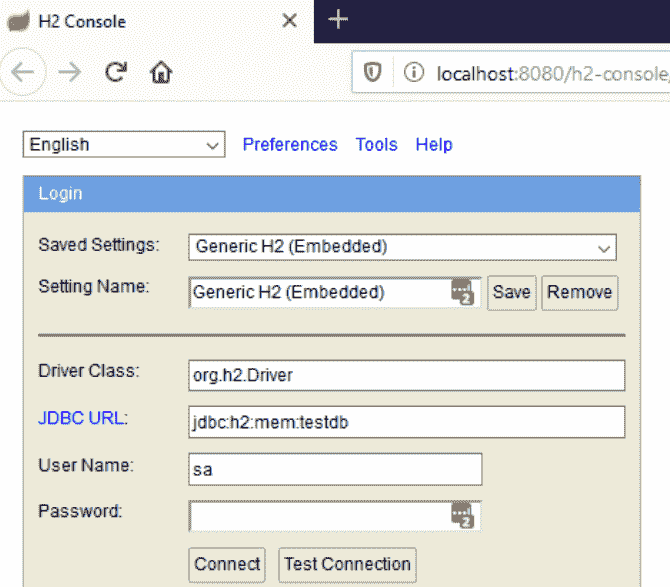 H2 Console
localhost:8080/h2-console/
English Preferences Tools Help
Login
Saved Settings: Generic H2 (Embedded)
Setting Name: Generic H2 (Embedded) 2 Save Remove
Driver Class: org.h2.Driver
JDBC URL: jdbc:h2:mem:testdb
User Name: sa
Password: 2
Connect Test Connection